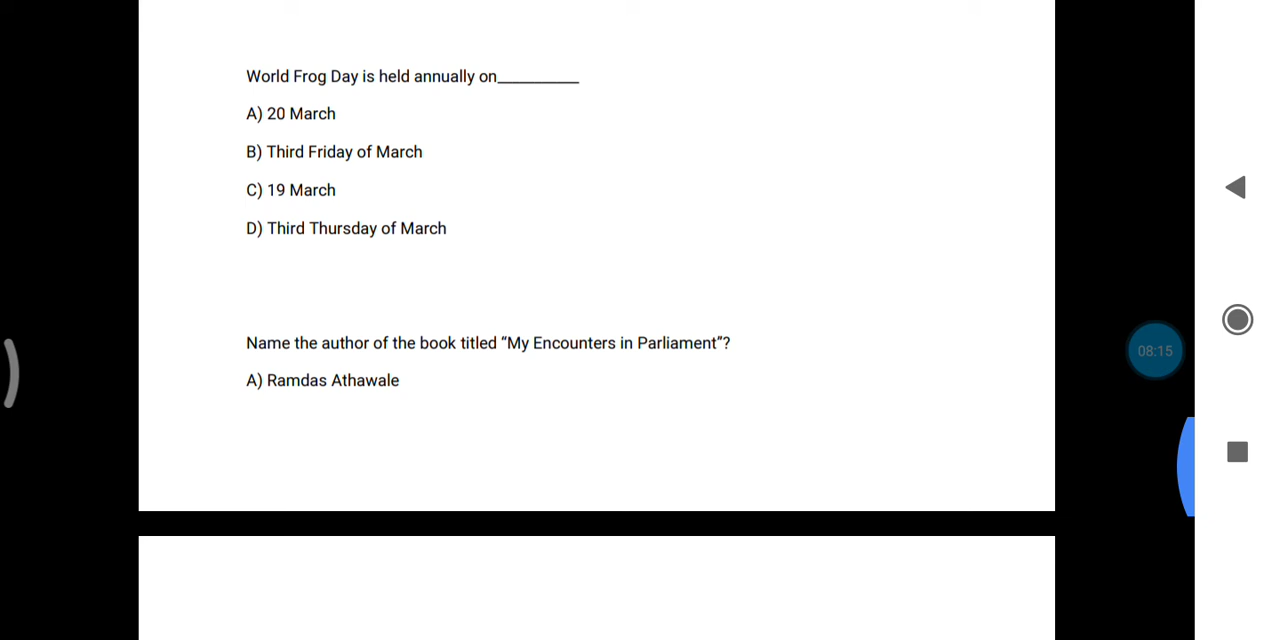 World Frog Day is held annually on__________
A) 20 March
B) Third Friday of March
C) 19 March
D) Third Thursday of March
Name the author of the book titled “My Encounters in Parliament”?
A) Ramdas Athawale
08:15